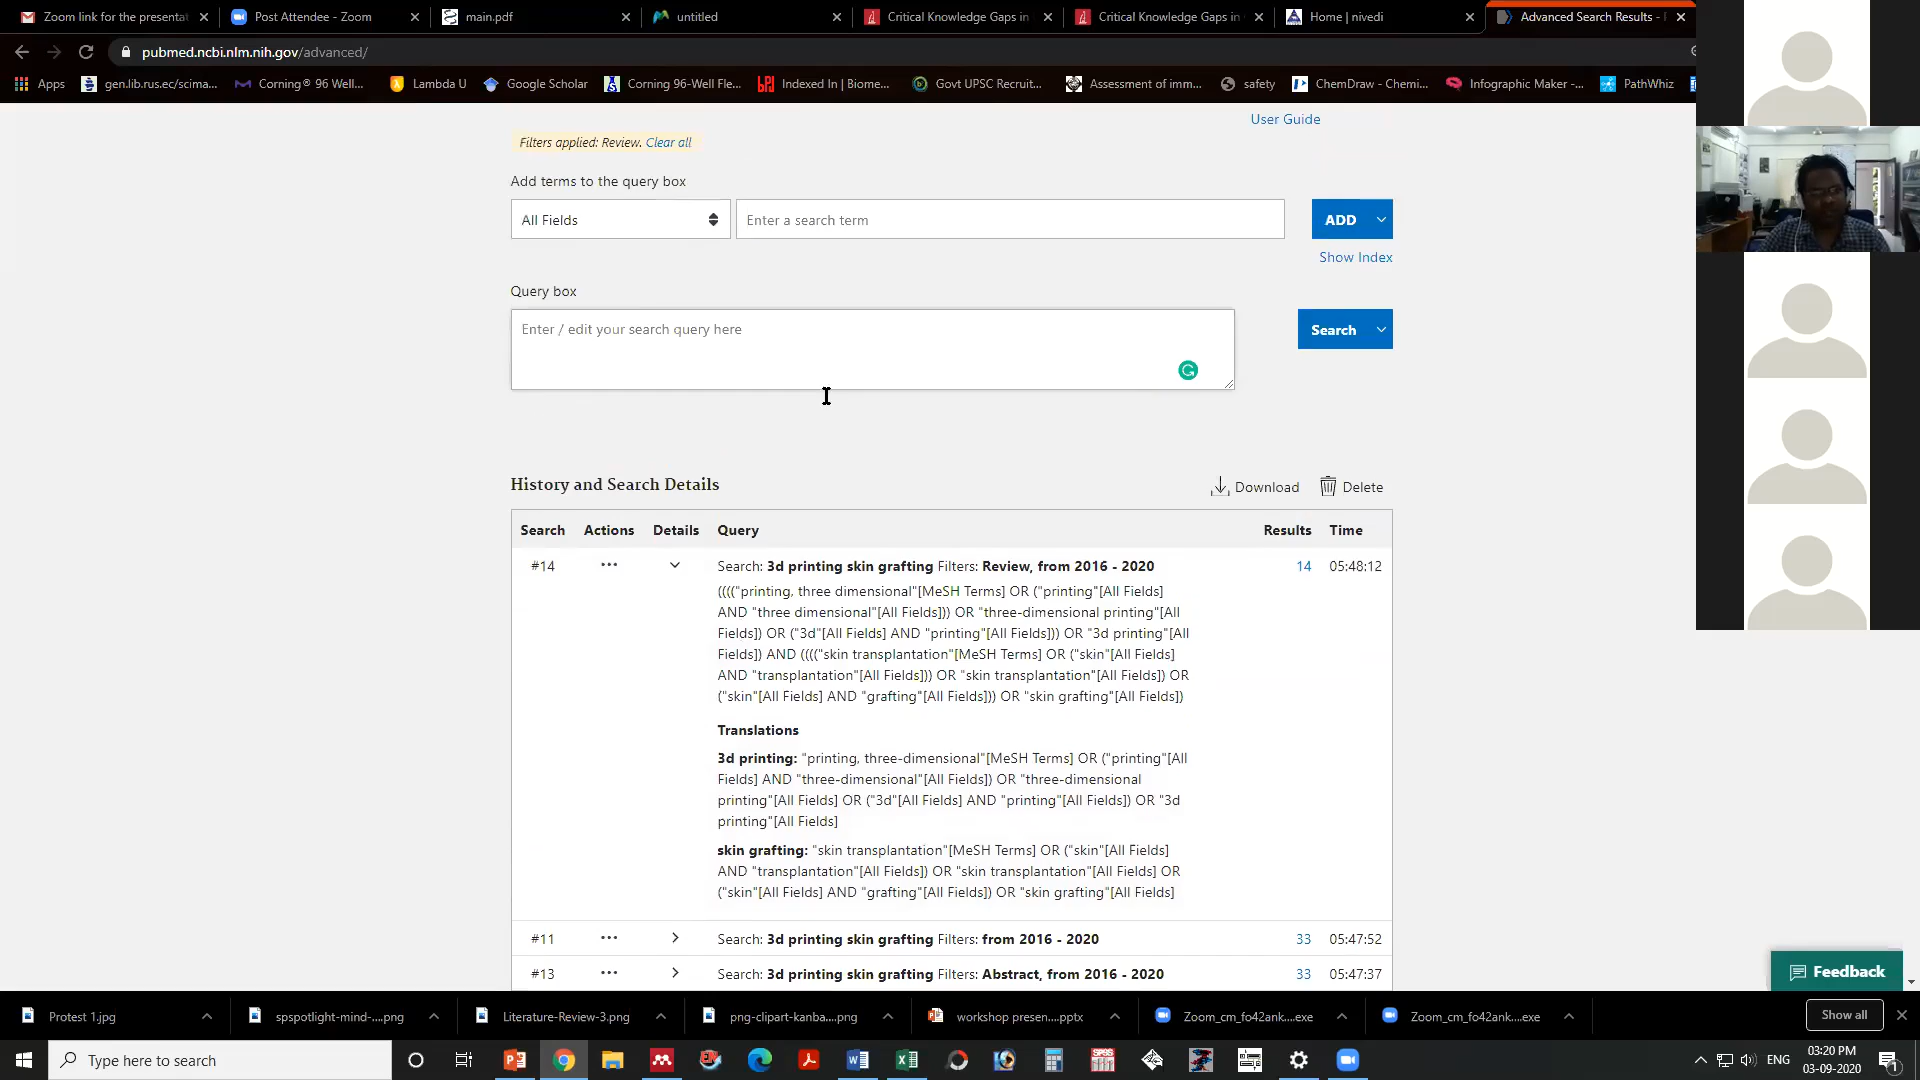 Zoom link for the presentat
Post Attendee - Zoom
main.pdf
untitled
Critical Knowledge Gaps in
Critical Knowledge Gaps in
Home | nivedi
Advanced Search Results -
pubmed.ncbi.nlm.nih.gov/advanced/
Apps
gen.lib.rus.ec/scima...
Corning® 96 Well...
Lambda U
Google Scholar
Corning 96-Well Fle...
Indexed In | Biome...
Govt UPSC Recruit...
Assessment of imm...
safety
ChemDraw - Chemi...
Infographic Maker -...
PathWhiz
User Guide
Filters applied: Review. Clear all
Add terms to the query box
All Fields
Enter a search term
ADD
Show Index
Query box
Enter / edit your search query here
Search
History and Search Details
Download
Delete
Search Actions Details Query Results Time
#14 ... Search: 3d printing skin grafting Filters: Review, from 2016 - 2020 14 05:48:12
(((("printing, three dimensional"[MeSH Terms] OR ("printing"[All Fields]
AND "three dimensional"[All Fields])) OR "three-dimensional printing"[All
Fields]) OR ("3d"[All Fields] AND "printing"[All Fields])) OR "3d printing"[All
Fields]) AND (((("skin transplantation"[MeSH Terms] OR ("skin"[All Fields]
AND "transplantation"[All Fields])) OR "skin transplantation"[All Fields]) OR
("skin"[All Fields] AND "grafting"[All Fields])) OR "skin grafting"[All Fields])
Translations
3d printing: "printing, three-dimensional"[MeSH Terms] OR ("printing"[All
Fields] AND "three-dimensional"[All Fields]) OR "three-dimensional
printing"[All Fields] OR ("3d"[All Fields] AND "printing"[All Fields]) OR "3d
printing"[All Fields]
skin grafting: "skin transplantation"[MeSH Terms] OR ("skin"[All Fields]
AND "transplantation"[All Fields]) OR "skin transplantation"[All Fields] OR
("skin"[All Fields] AND "grafting"[All Fields]) OR "skin grafting"[All Fields]
#11 ... Search: 3d printing skin grafting Filters: from 2016 - 2020 33 05:47:52
#13 ... Search: 3d printing skin grafting Filters: Abstract, from 2016 - 2020 33 05:47:37
Feedback
Protest 1.jpg
spspotlight-mind-....png
Literature-Review-3.png
png-clipart-kanba....png
workshop presen....pptx
Zoom_cm_fo42ank....exe
Zoom_cm_fo42ank....exe
Show all
Type here to search
ENG
03:20 PM
03-09-2020